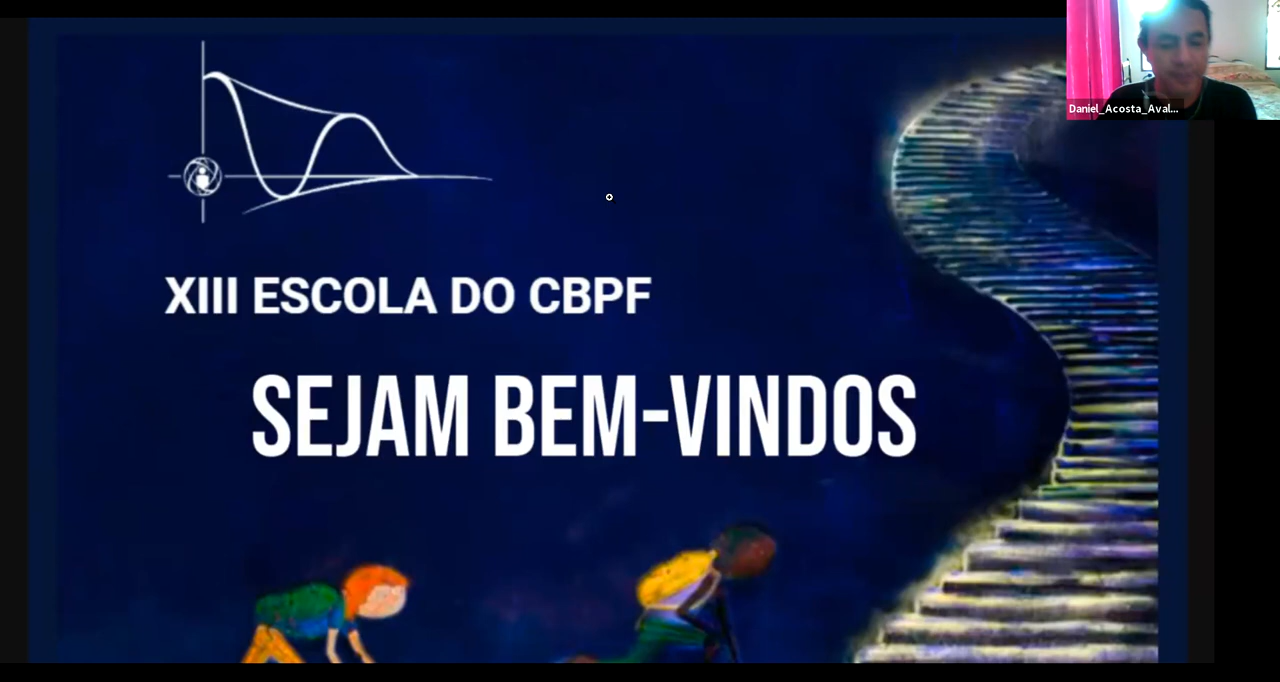 Daniel_Acosta_Aval...
XIII ESCOLA DO CBPF
SEJAM BEM-VINDOS